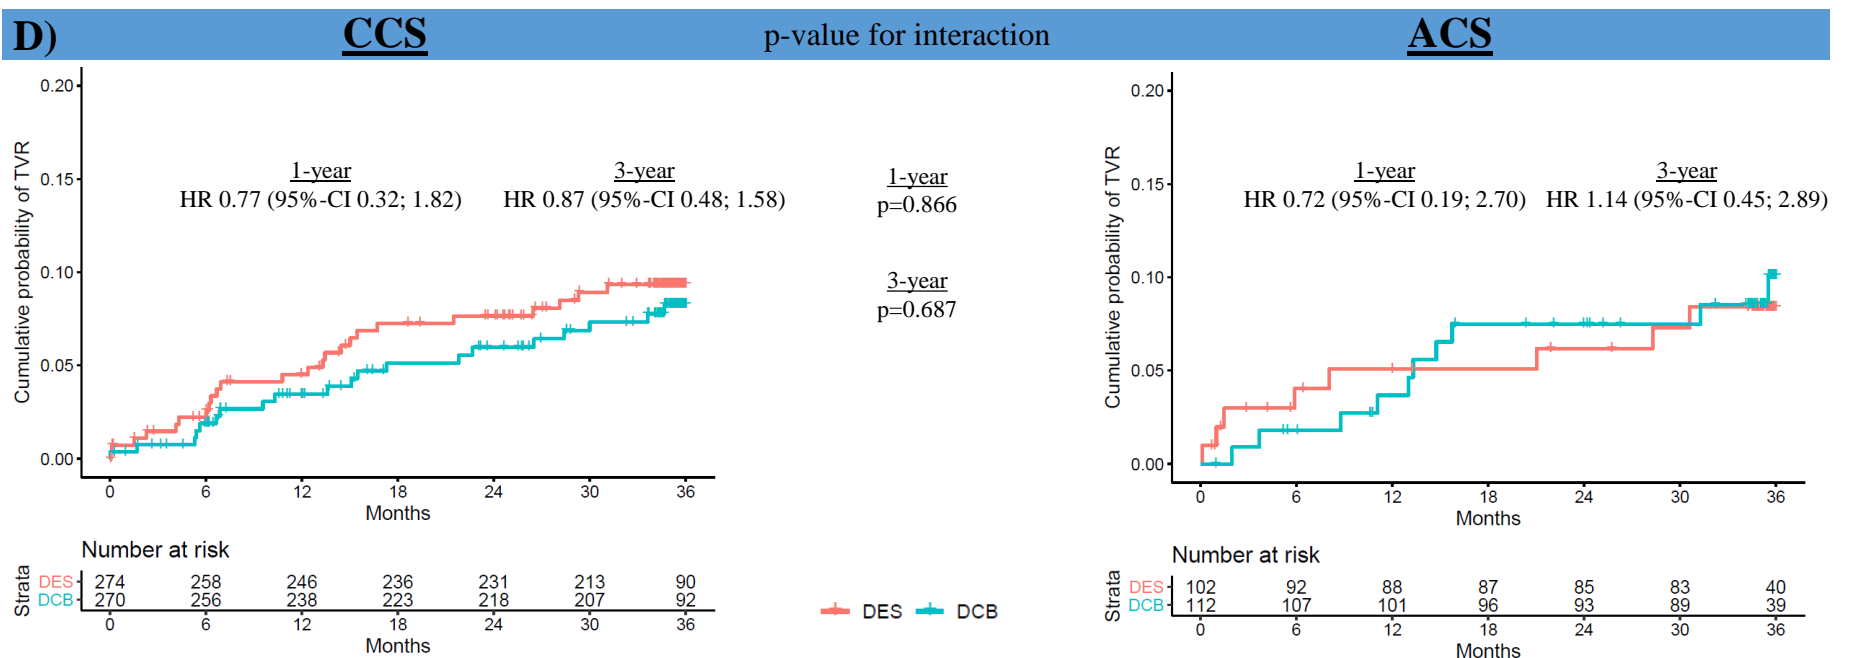 D) CCS p-value for interaction ACS
Cumulative probability of TVR
0.20
0.15
0.10
0.05
0.00
1-year
HR 0.77 (95%-CI 0.32; 1.82)
3-year
HR 0.87 (95%-CI 0.48; 1.58)
0 6 12 18 24 30 36
Months
Number at risk
Strata
DES 274 258 246 236 231 213 90
DCB 270 256 238 223 218 207 92
0 6 12 18 24 30 36
Months
1-year
p=0.866
3-year
p=0.687
DES DCB
Cumulative probability of TVR
0.20
0.15
0.10
0.05
0.00
1-year
HR 0.72 (95%-CI 0.19; 2.70)
3-year
HR 1.14 (95%-CI 0.45; 2.89)
0 6 12 18 24 30 36
Months
Number at risk
Strata
DES 102 92 88 87 85 83 40
DCB 112 107 101 96 93 89 39
0 6 12 18 24 30 36
Months